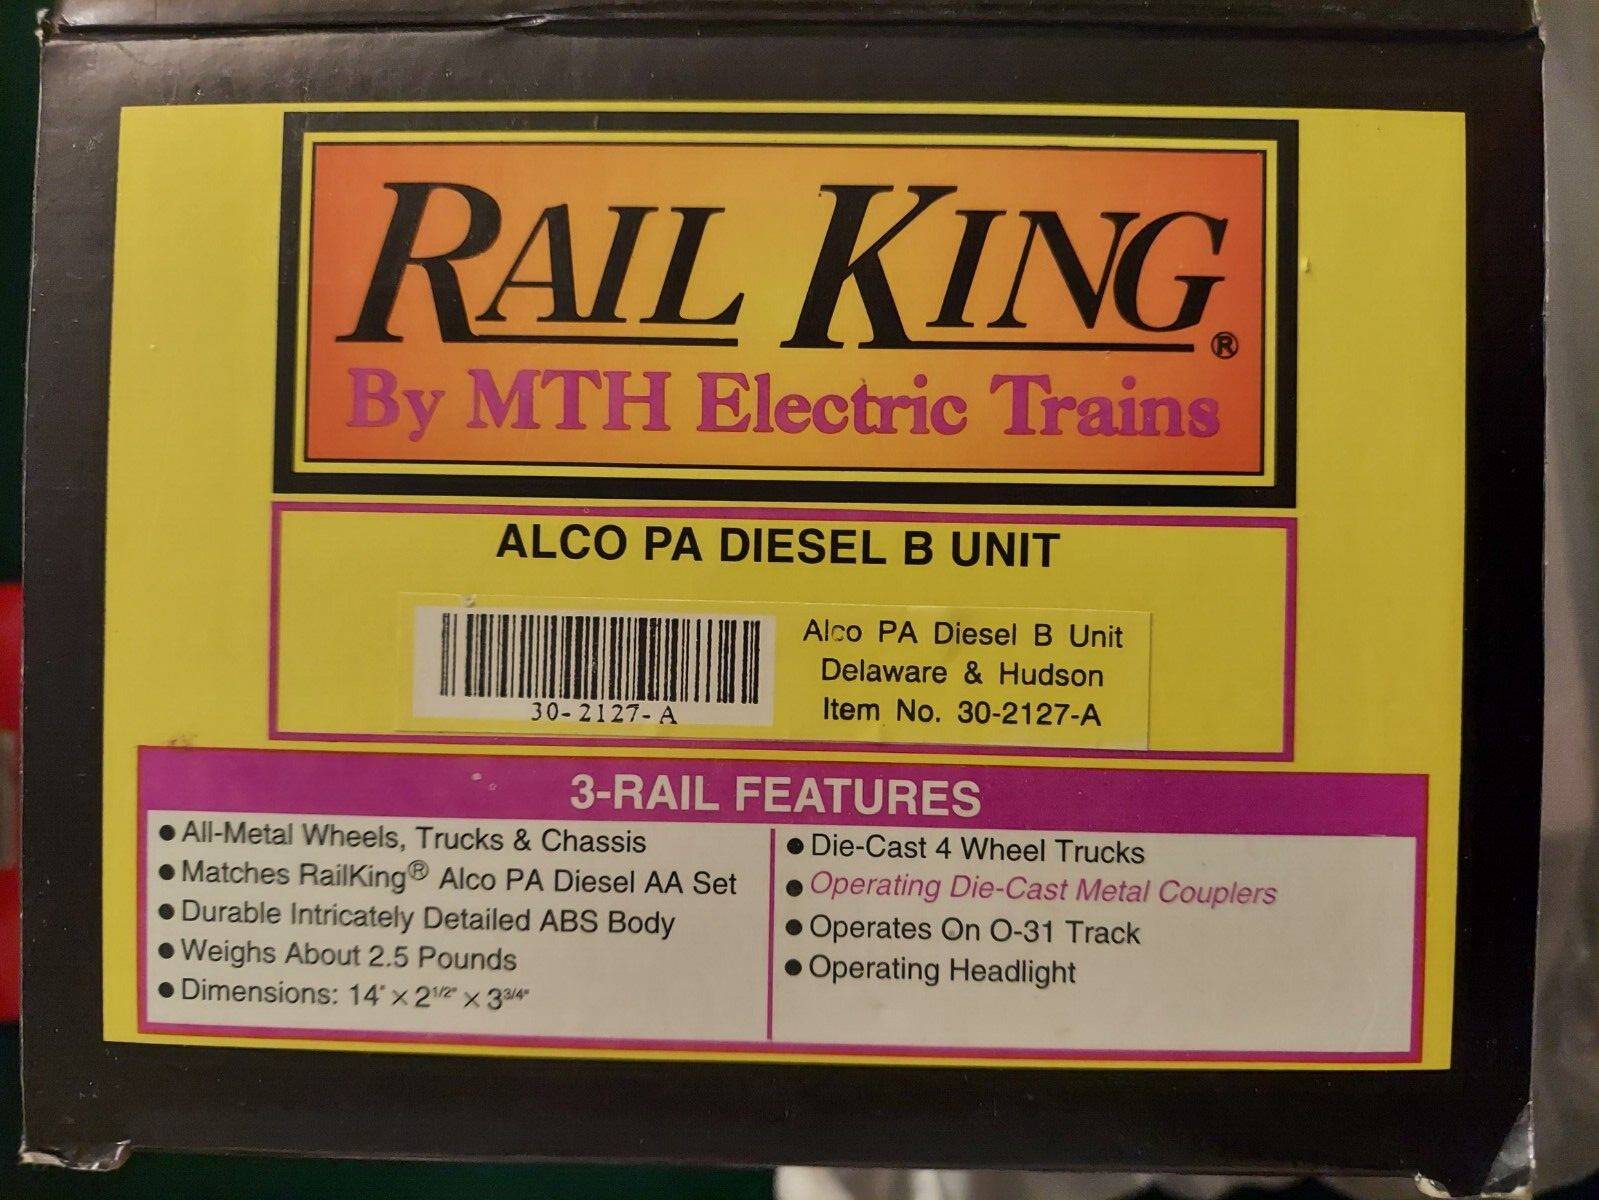 RAIL KING®
By MTH Electric Trains
ALCO PA DIESEL B UNIT
30-2127-A
Alco PA Diesel B Unit
Delaware & Hudson
Item No. 30-2127-A
3-RAIL FEATURES
● All-Metal Wheels, Trucks & Chassis
● Matches RailKing® Alco PA Diesel AA Set
● Durable Intricately Detailed ABS Body
● Weighs About 2.5 Pounds
● Dimensions: 14" × 2 1/2" × 3 3/4"
● Die-Cast 4 Wheel Trucks
● Operating Die-Cast Metal Couplers
● Operates On O-31 Track
● Operating Headlight